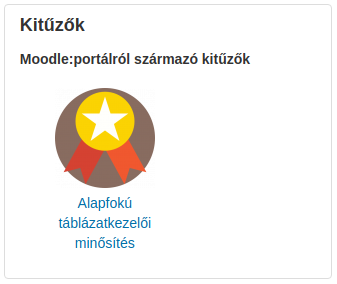 Kitűzők
Moodle:portálról származó kitűzők
Alapfokú
táblázatkezelői
minősítés